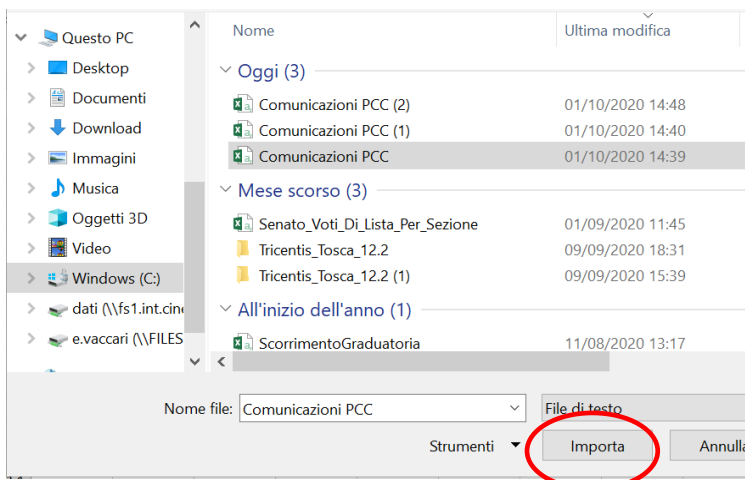 Questo PC
Desktop
Documenti
Download
Immagini
Musica
Oggetti 3D
Video
Windows (C:)
dati (\\fs1.int.cine
e.vaccari (\\FILES
Nome Ultima modifica
Oggi (3)
Comunicazioni PCC (2) 01/10/2020 14:48
Comunicazioni PCC (1) 01/10/2020 14:40
Comunicazioni PCC 01/10/2020 14:39
Mese scorso (3)
Senato_Voti_Di_Lista_Per_Sezione 01/09/2020 11:45
Tricentis_Tosca_12.2 09/09/2020 18:31
Tricentis_Tosca_12.2 (1) 09/09/2020 15:39
All'inizio dell'anno (1)
ScorrimentoGraduatoria 11/08/2020 13:17
Nome file: Comunicazioni PCC File di testo
Strumenti Importa Annulla